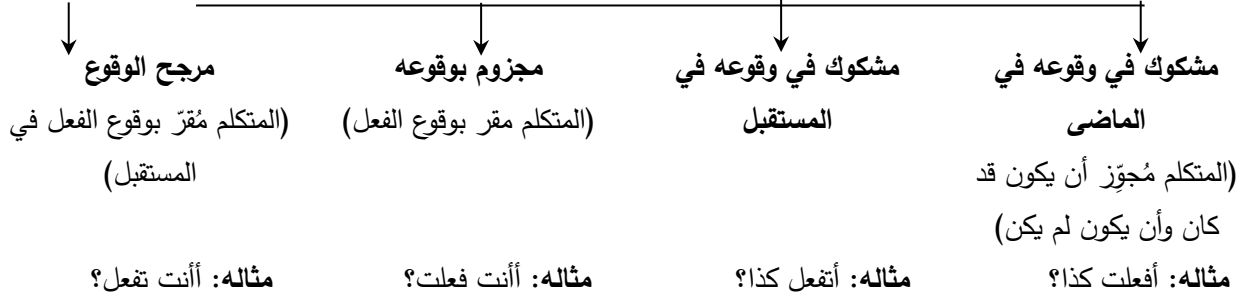 مشكوك في وقوعه في
الماضى
(المتكلم مُجوِّز أن يكون قد
كان وأن يكون لم يكن)
مثاله: أفعلت كذا؟
مشكوك في وقوعه في
المستقبل
مثاله: أتفعل كذا؟
مجزوم بوقوعه
(المتكلم مقر بوقوع الفعل)
مثاله: أأنت فعلت؟
مرجح الوقوع
(المتكلم مُقرّ بوقوع الفعل في
المستقبل)
مثاله: أأنت تفعل؟